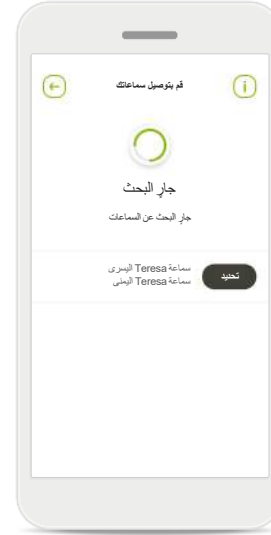 قم بتوصيل سماعاتك
جارٍ البحث
جارٍ البحث عن السماعات
سماعة Teresa اليسرى
سماعة Teresa اليمنى
تحديد